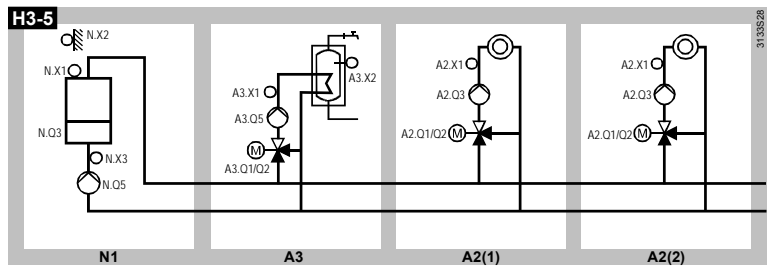 H3-5
N.X2
N.X1
N.Q3
N.X3
N.Q5
N1
A3.X1
A3.X2
A3.Q5
M
A3.Q1/Q2
A3
A2.X1
A2.Q3
A2.Q1/Q2
M
A2(1)
A2.X1
A2.Q3
A2.Q1/Q2
M
A2(2)
3133S28